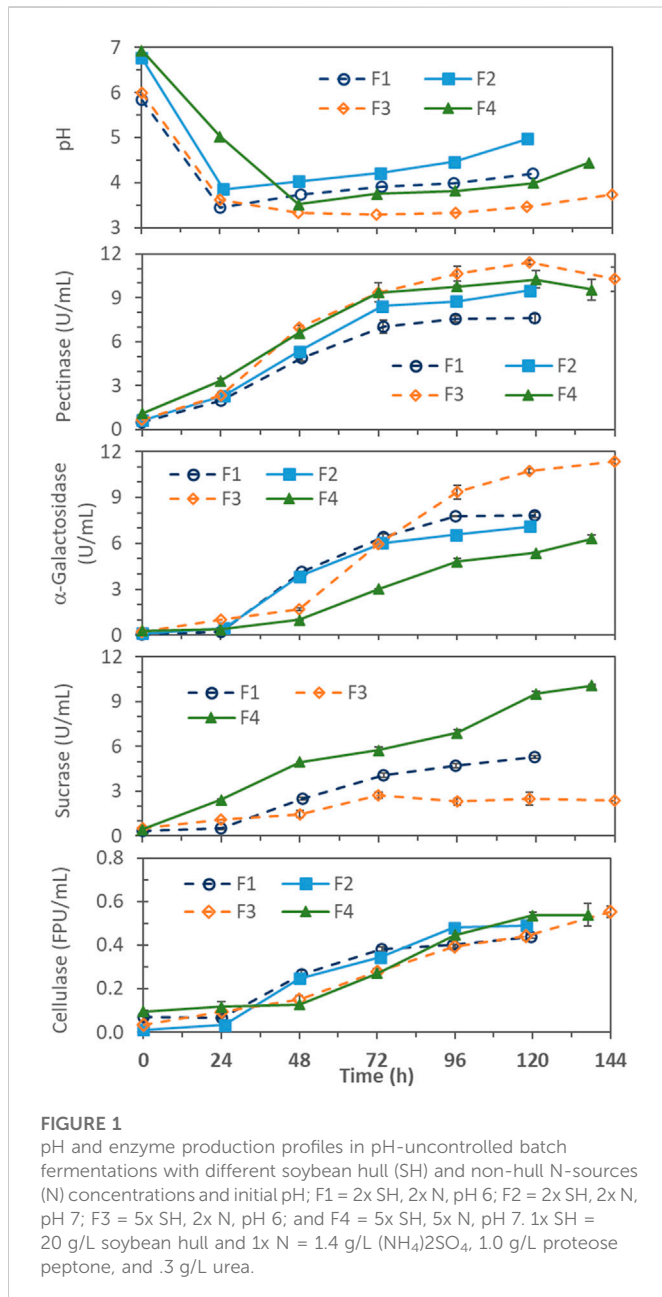 7
6
5
4
3
pH
F1 F2
F3 F4
12
9
6
3
0
Pectinase (U/mL)
F1 F2
F3 F4
12
9
6
3
0
α-Galactosidase
(U/mL)
F1 F2
F3 F4
12
9
6
3
0
Sucrase (U/mL)
F1 F3
F4
0.8
0.6
0.4
0.2
0.0
Cellulase (FPU/mL)
F1 F2
F3 F4
0 24 48 72 96 120 144
Time (h)
FIGURE 1
pH and enzyme production profiles in pH-uncontrolled batch
fermentations with different soybean hull (SH) and non-hull N-sources
(N) concentrations and initial pH; F1 = 2x SH, 2x N, pH 6; F2 = 2x SH, 2x N,
pH 7; F3 = 5x SH, 2x N, pH 6; and F4 = 5x SH, 5x N, pH 7. 1x SH =
20 g/L soybean hull and 1x N = 1.4 g/L (NH4)2SO4, 1.0 g/L proteose
peptone, and .3 g/L urea.